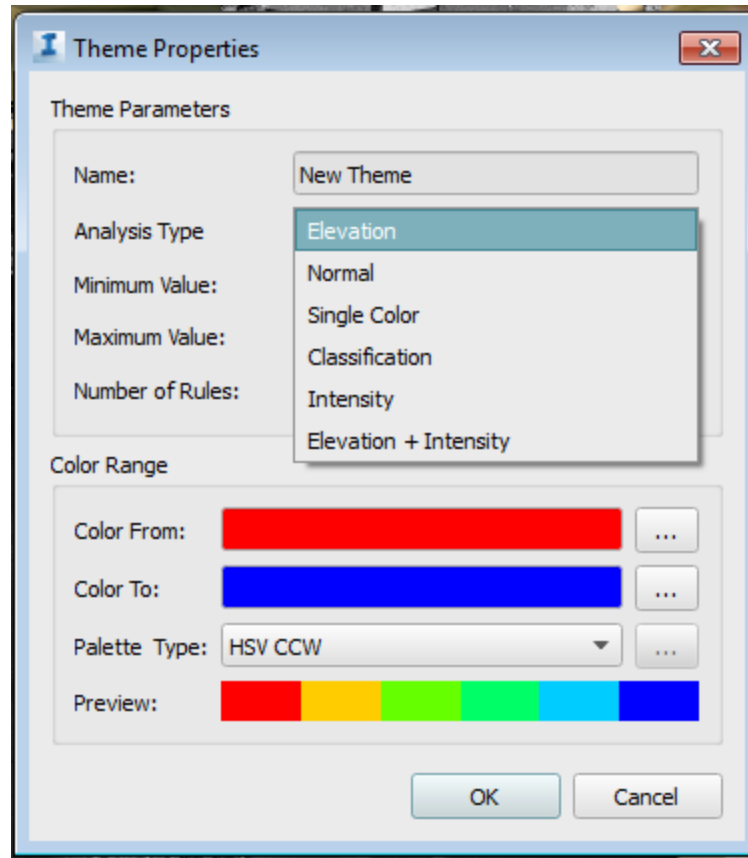 Theme Properties
Theme Parameters
Name: New Theme
Analysis Type Elevation
Normal
Minimum Value:
Single Color
Maximum Value:
Classification
Number of Rules: Intensity
Elevation + Intensity
Color Range
Color From: ...
Color To: ...
Palette Type: HSV CCW ...
Preview:
OK Cancel